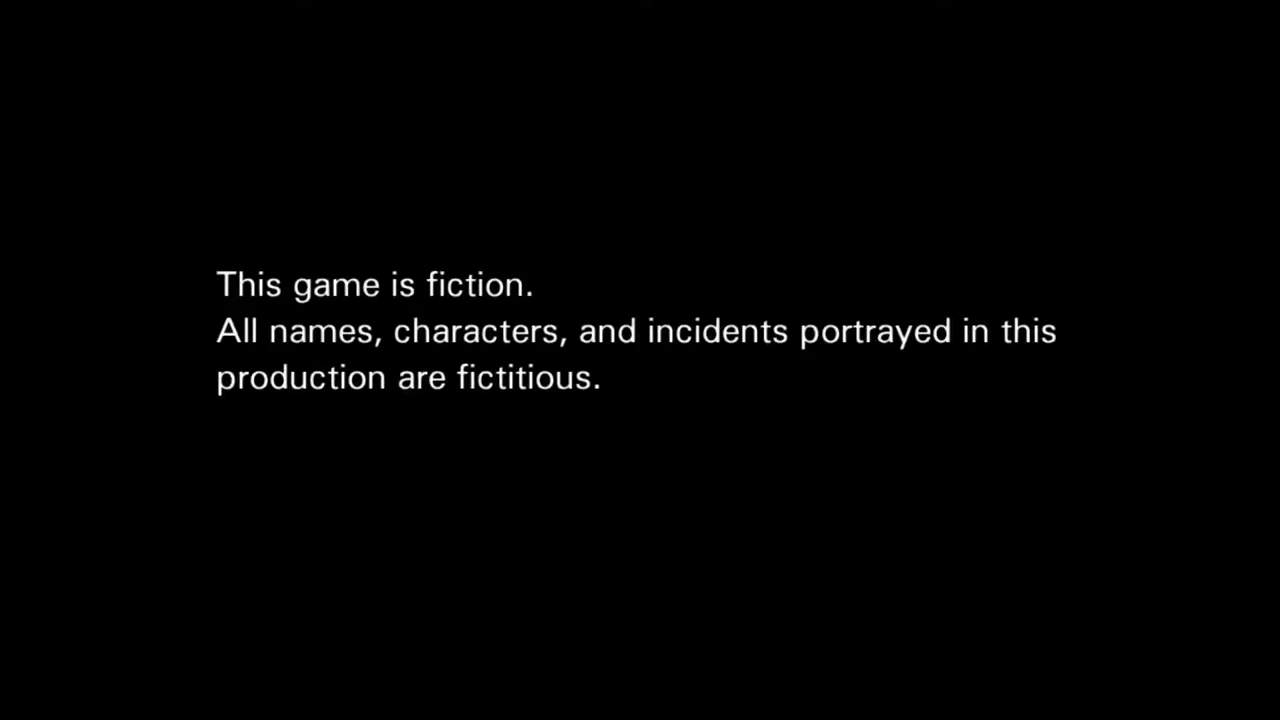 This game is fiction.
All names, characters, and incidents portrayed in this
production are fictitious.